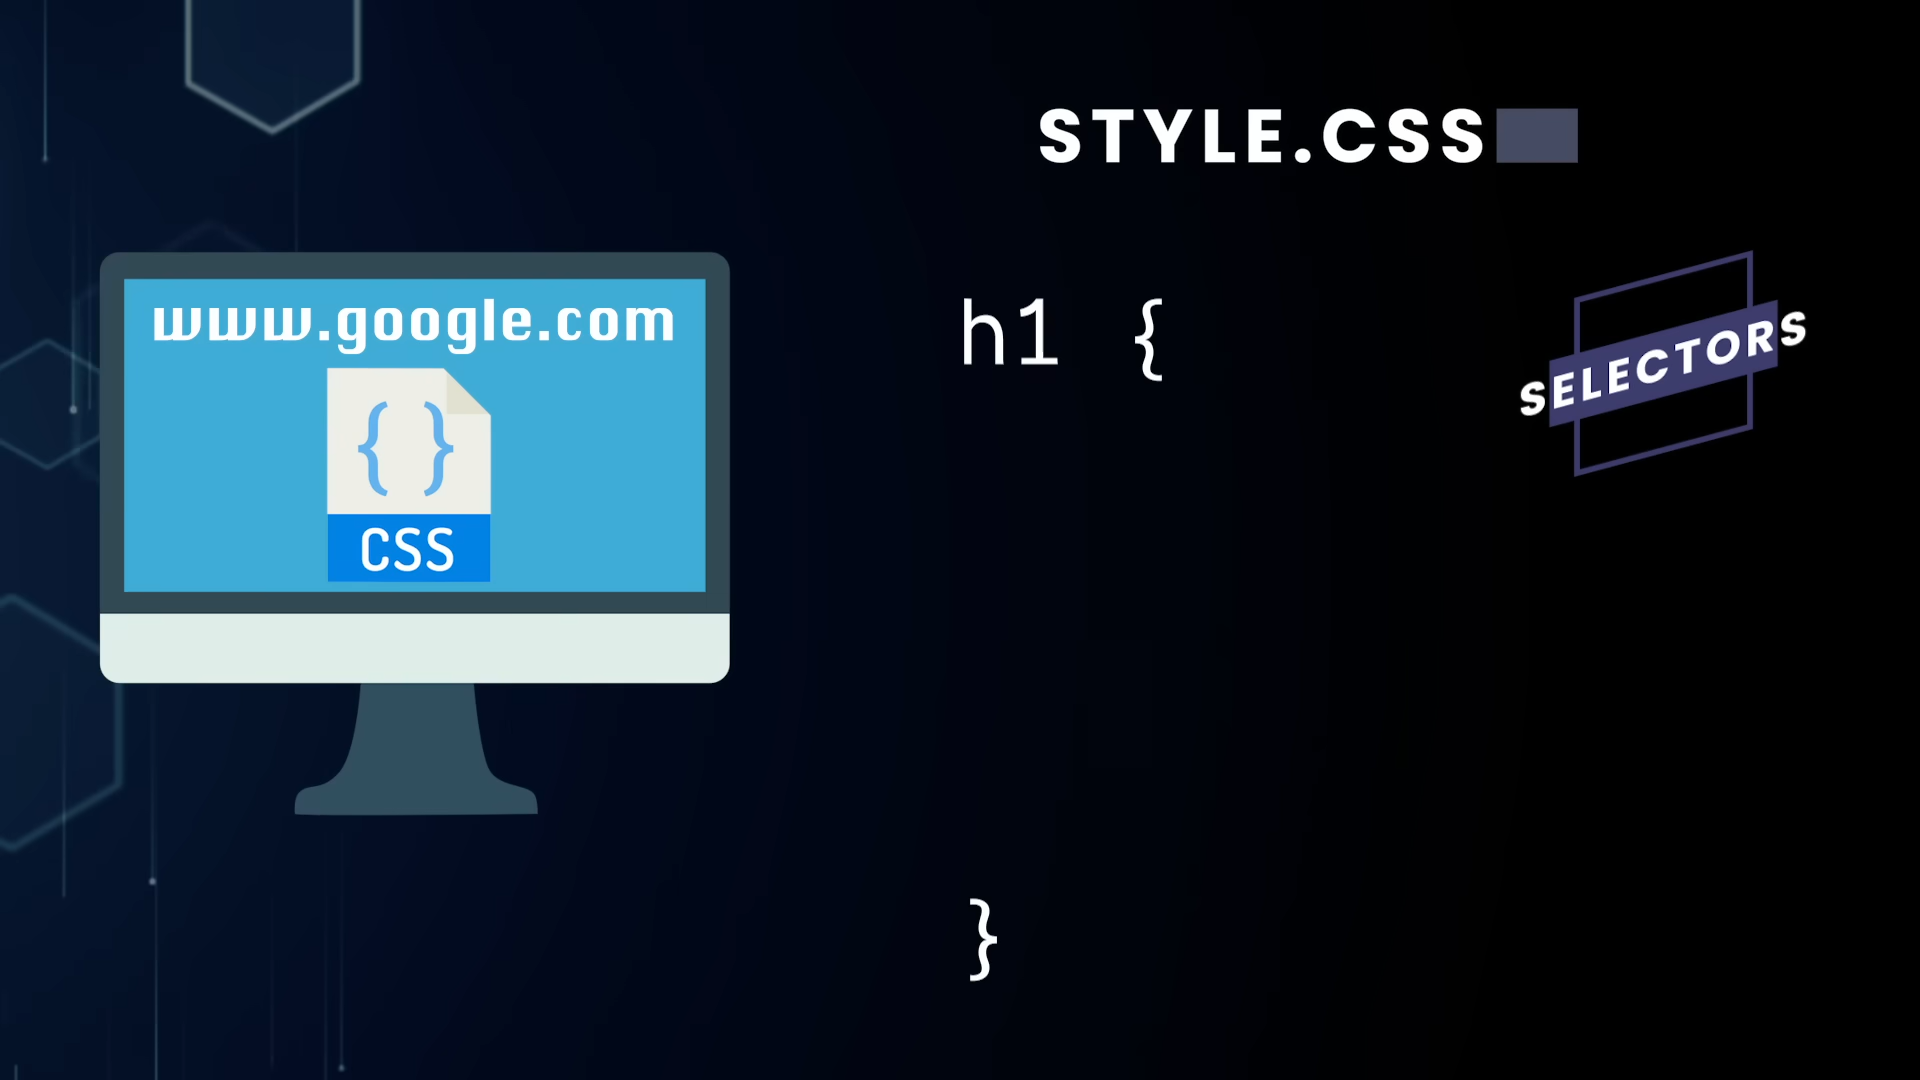 STYLE.CSS
www.google.com
{ }
CSS
h1 {
SELECTORS
}